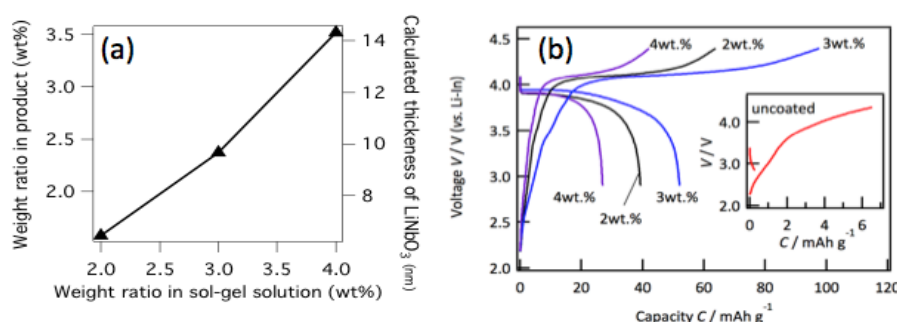 (a)
Weight ratio in product (wt%)
3.5
3.0
2.5
2.0
14
12
10
8
Calculated thickeness of LiNbO3 (nm)
2.0 2.5 3.0 3.5 4.0
Weight ratio in sol-gel solution (wt%)
(b)
Voltage V / V (vs. Li-In)
4.5
4.0
3.5
3.0
2.5
2.0
4wt.% 2wt.% 3wt.%
4wt.% 2wt.% 3wt.%
uncoated
V / V
4.0
3.0
2.0
0 2 4 6
C / mAh g-1
0 20 40 60 80 100 120
Capacity C / mAh g-1